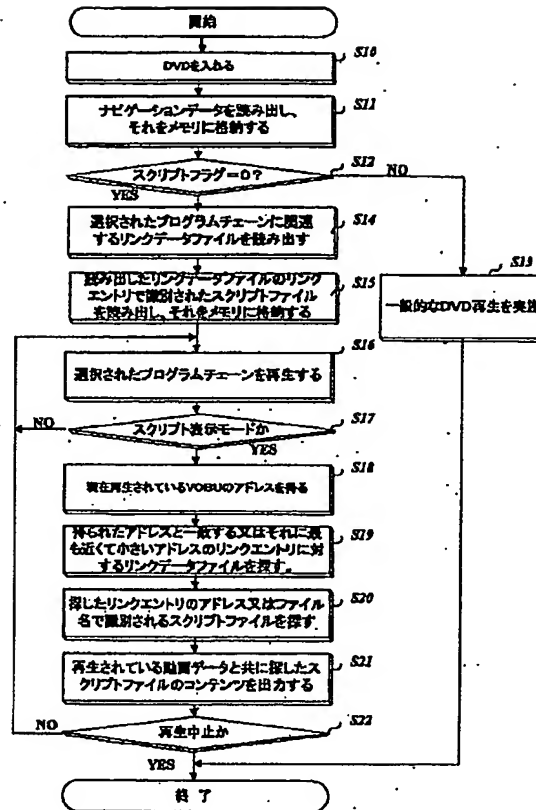 開始
S10
DVDを入れる
S11
ナビゲーションデータを読み出し、
それをメモリに格納する
S12
スクリプトフラグ=0?
NO
YES
S14
選択されたプログラムチェーンに関連
するリンクデータファイルを読み出す
S13
一般的なDVD再生を実施
S15
読み出したリンクデータファイルのリンク
エントリで識別されたスクリプトファイル
を読み出し、それをメモリに格納する
S16
選択されたプログラムチェーンを再生する
S17
NO
スクリプト表示モードか
YES
S18
現在再生されているVOBUのアドレスを得る
S19
得られたアドレスと一致する又はそれに最
も近くて小さいアドレスのリンクエントリに対
するリンクデータファイルを探す。
S20
探したリンクエントリのアドレス又はファイル
名で識別されるスクリプトファイルを探す
S21
再生されている動画データと共に探したス
クリプトファイルのコンテンツを出力する
S22
NO
再生中止か
YES
終了